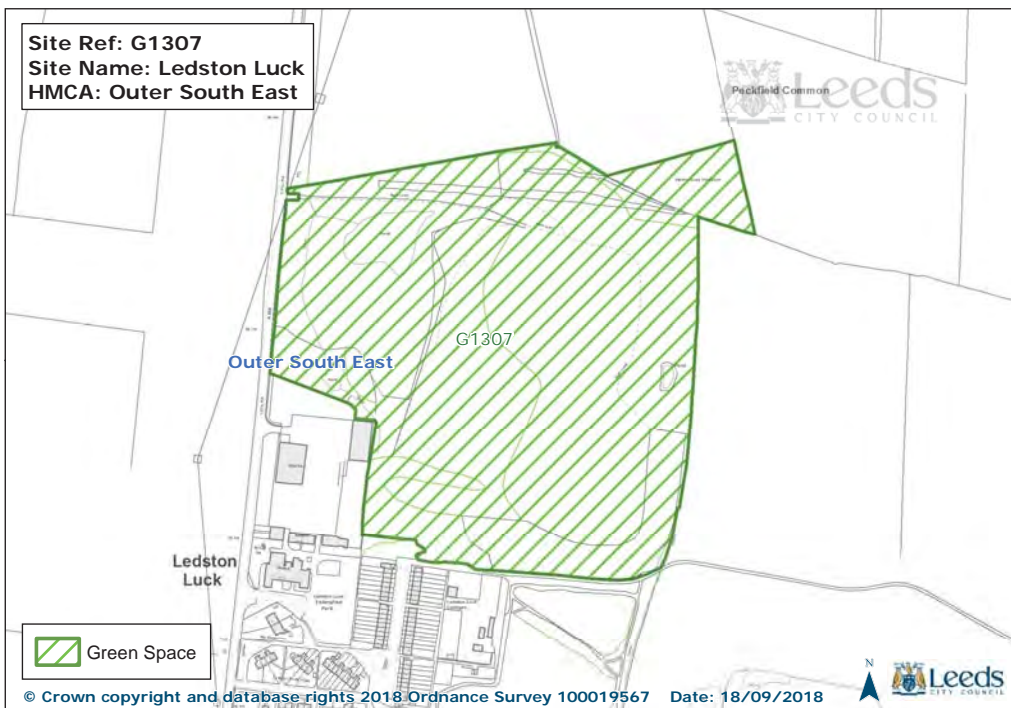 Site Ref: G1307
Site Name: Ledston Luck
HMCA: Outer South East
Peckfield Common
Leeds
CITY COUNCIL
G1307
Outer South East
Ledston
Luck
Green Space
N
Leeds
CITY COUNCIL
© Crown copyright and database rights 2018 Ordnance Survey 100019567 Date: 18/09/2018